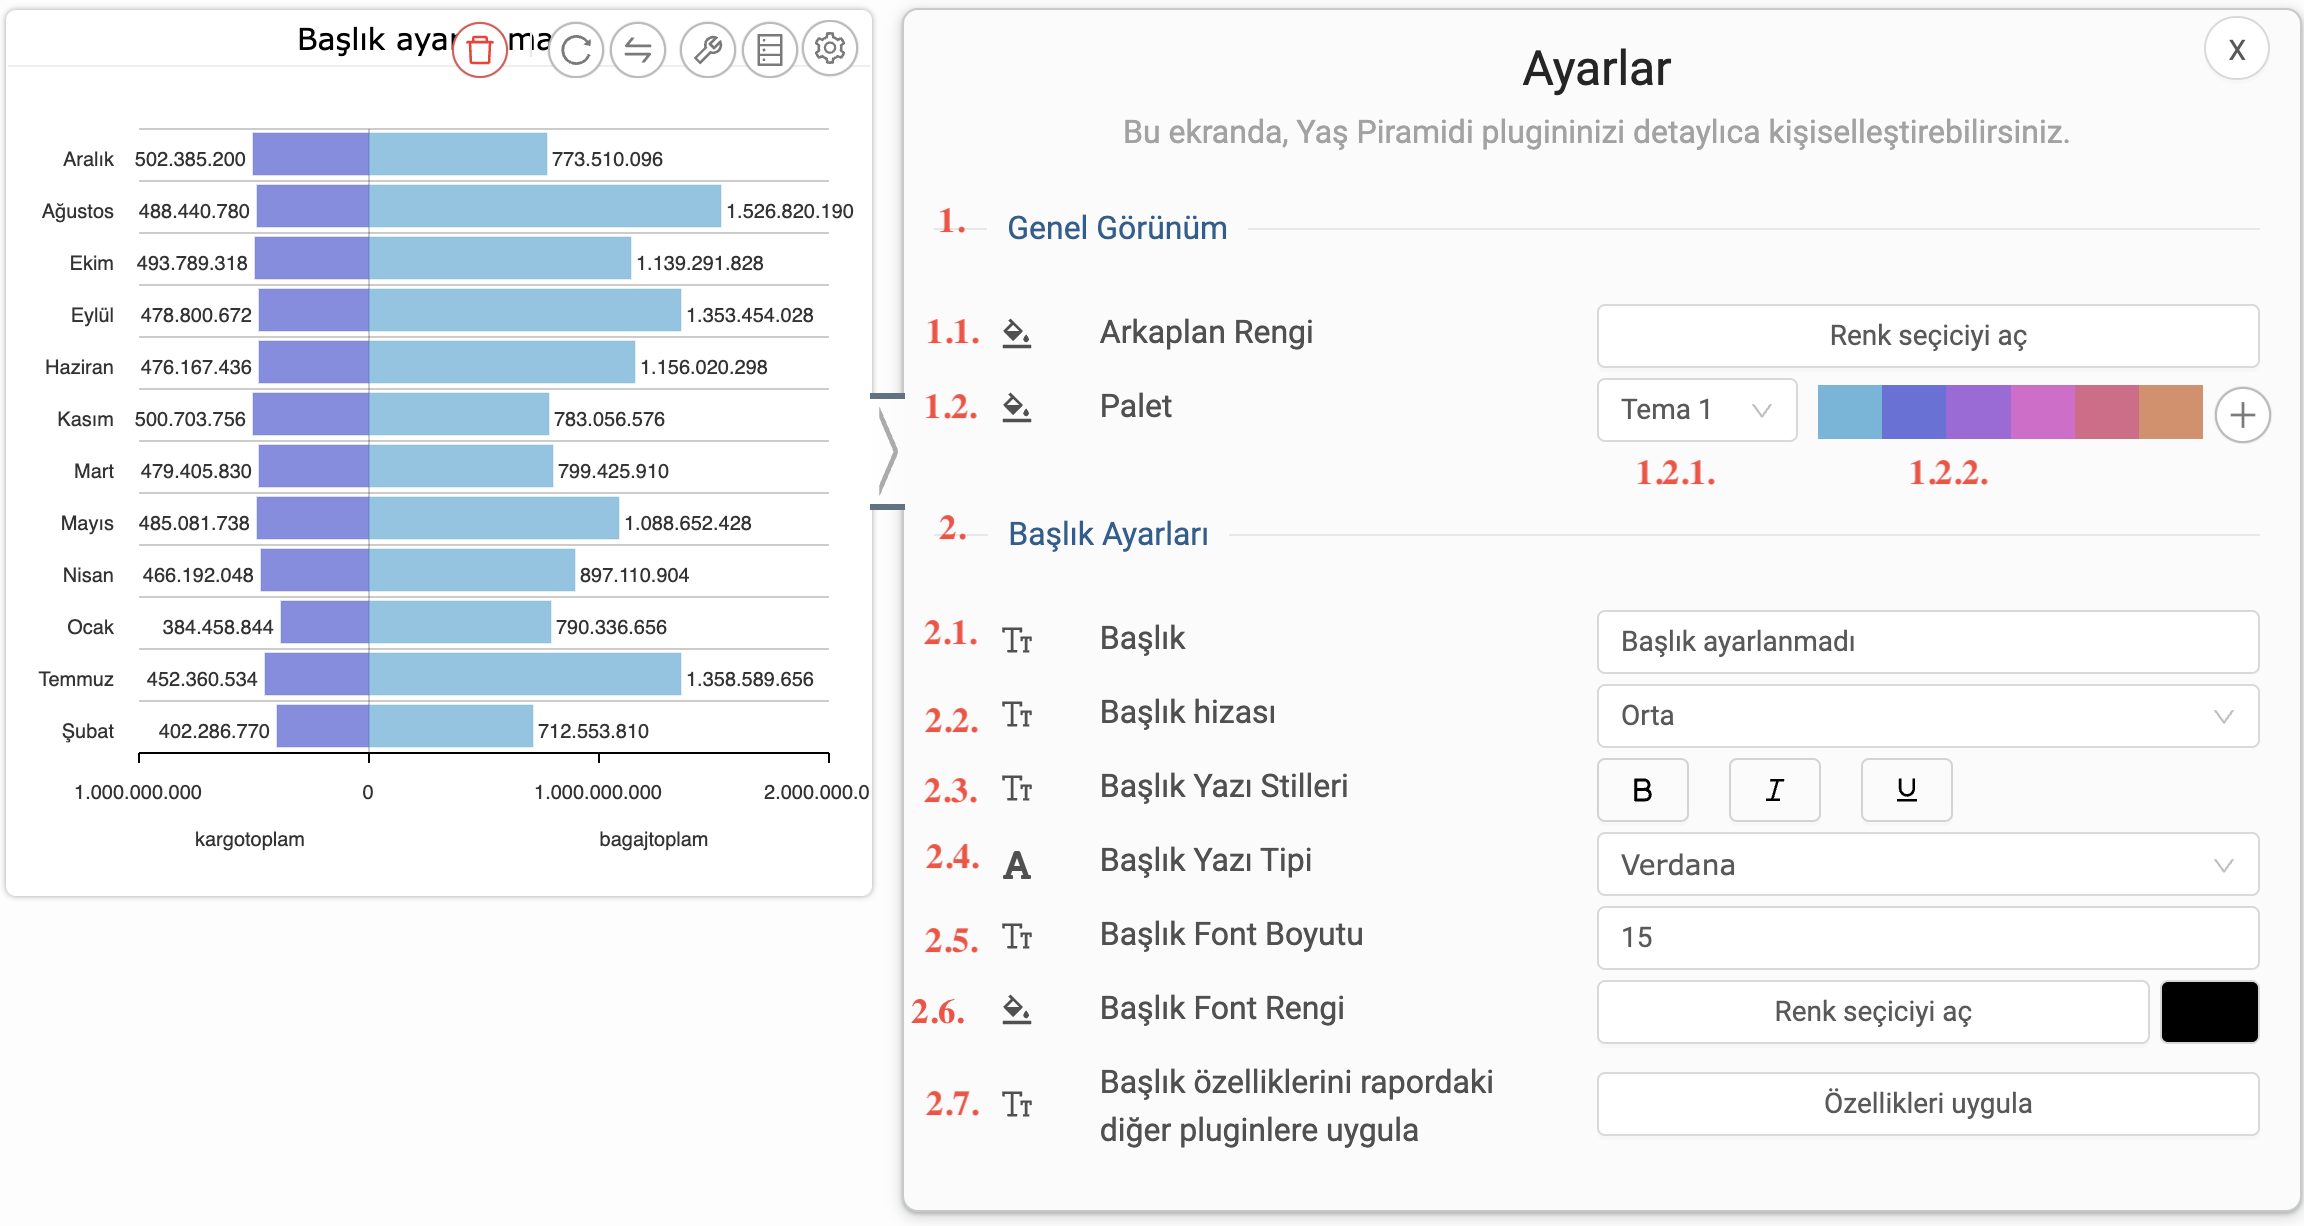 Başlık ayar ma
Aralık 502.385.200 773.510.096
Ağustos 488.440.780 1.526.820.190
Ekim 493.789.318 1.139.291.828
Eylül 478.800.672 1.353.454.028
Haziran 476.167.436 1.156.020.298
Kasım 500.703.756 783.056.576
Mart 479.405.830 799.425.910
Mayıs 485.081.738 1.088.652.428
Nisan 466.192.048 897.110.904
Ocak 384.458.844 790.336.656
Temmuz 452.360.534 1.358.589.656
Şubat 402.286.770 712.553.810
1.000.000.000 0 1.000.000.000 2.000.000.0
kargotoplam bagajtoplam
X
Ayarlar
Bu ekranda, Yaş Piramidi plugininizi detaylıca kişiselleştirebilirsiniz.
1. Genel Görünüm
1.1. Arkaplan Rengi Renk seçiciyi aç
1.2. Palet Tema 1
1.2.1. 1.2.2.
2. Başlık Ayarları
2.1. Tt Başlık Başlık ayarlanmadı
2.2. Tt Başlık hizası Orta
2.3. Tt Başlık Yazı Stilleri B I U
2.4. A Başlık Yazı Tipi Verdana
2.5. Tt Başlık Font Boyutu 15
2.6. Başlık Font Rengi Renk seçiciyi aç
2.7. Tt Başlık özelliklerini rapordaki
diğer pluginlere uygula Özellikleri uygula